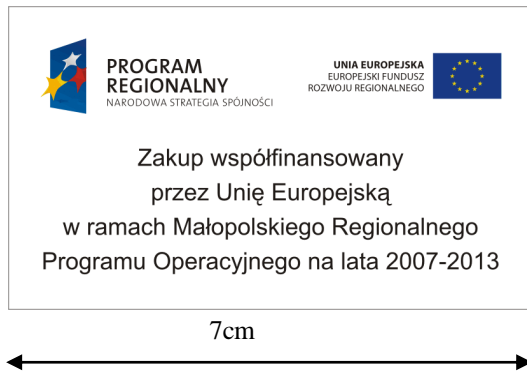 PROGRAM
REGIONALNY
NARODOWA STRATEGIA SPÓJNOŚCI
UNIA EUROPEJSKA
EUROPEJSKI FUNDUSZ
ROZWOJU REGIONALNEGO
Zakup współfinansowany
przez Unię Europejską
w ramach Małopolskiego Regionalnego
Programu Operacyjnego na lata 2007-2013
7cm